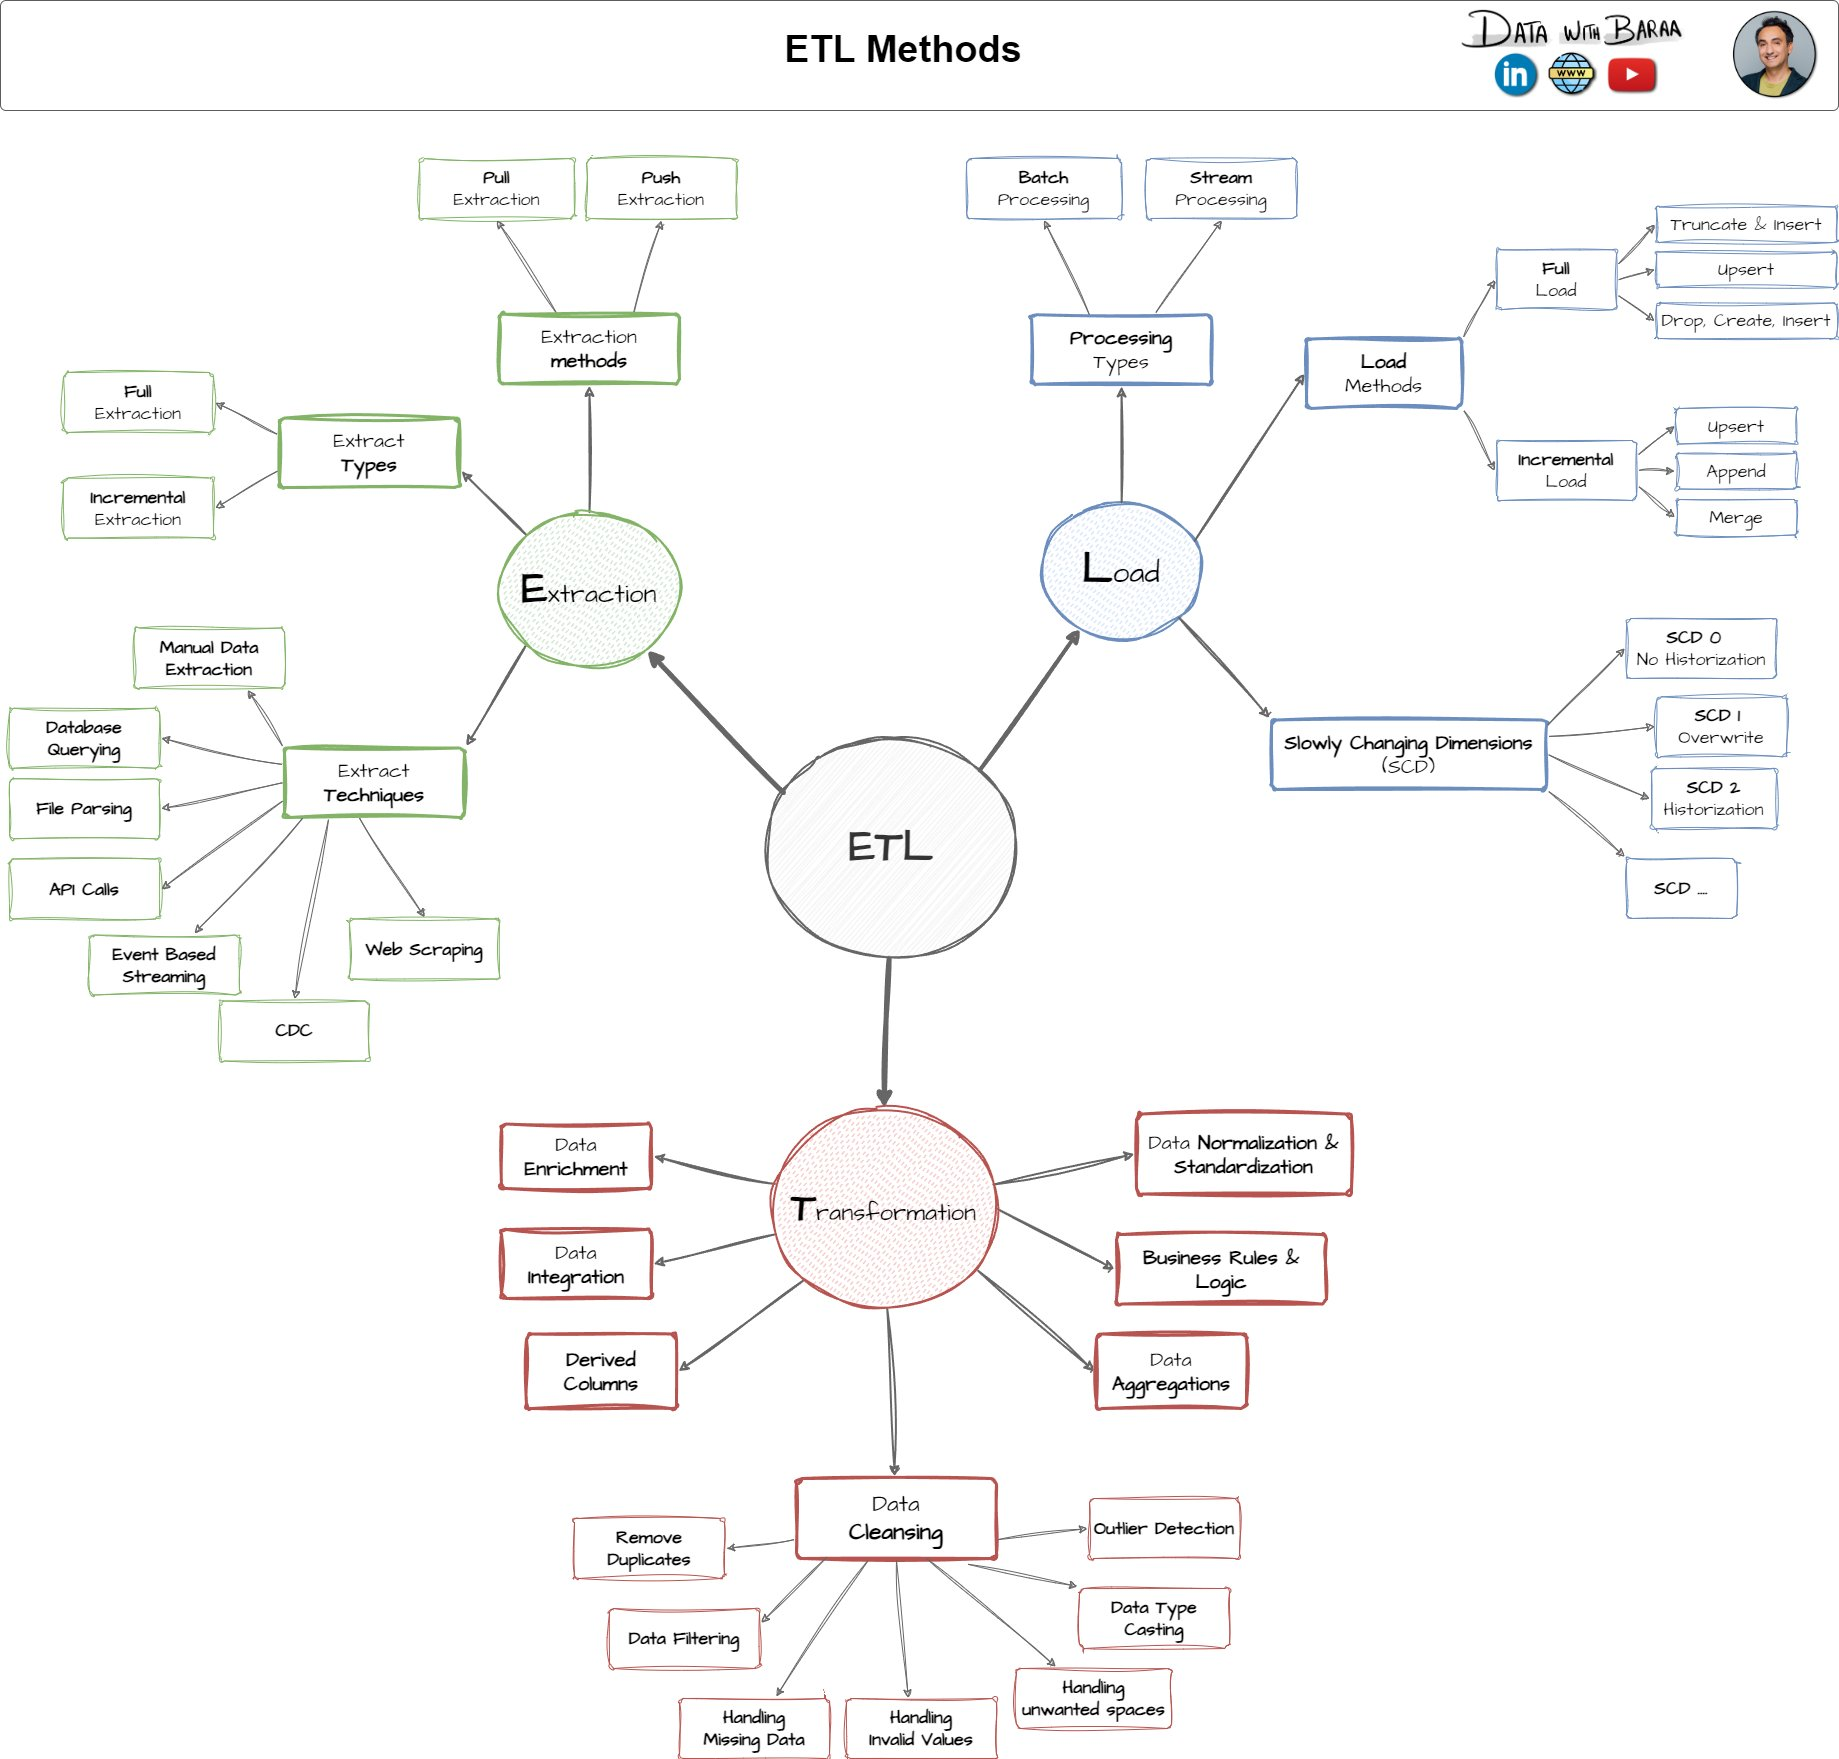 ETL Methods
DATA WITH BARAA
in
WWW
Pull
Extraction
Push
Extraction
Extraction
methods
Full
Extraction
Incremental
Extraction
Extract
Types
Extraction
Manual Data
Extraction
Database
Querying
File Parsing
API Calls
Event Based
Streaming
CDC
Web Scraping
Extract
Techniques
Batch
Processing
Stream
Processing
Processing
Types
Load
Load
Methods
Full
Load
Truncate & Insert
Upsert
Drop, Create, Insert
Incremental
Load
Upsert
Append
Merge
Slowly Changing Dimensions
(SCD)
SCD 0
No Historization
SCD 1
Overwrite
SCD 2
Historization
SCD ....
ETL
Transformation
Data
Enrichment
Data
Integration
Derived
Columns
Data Normalization &
Standardization
Business Rules &
Logic
Data
Aggregations
Data
Cleansing
Remove
Duplicates
Data Filtering
Handling
Missing Data
Handling
Invalid Values
Handling
unwanted spaces
Data Type
Casting
Outlier Detection